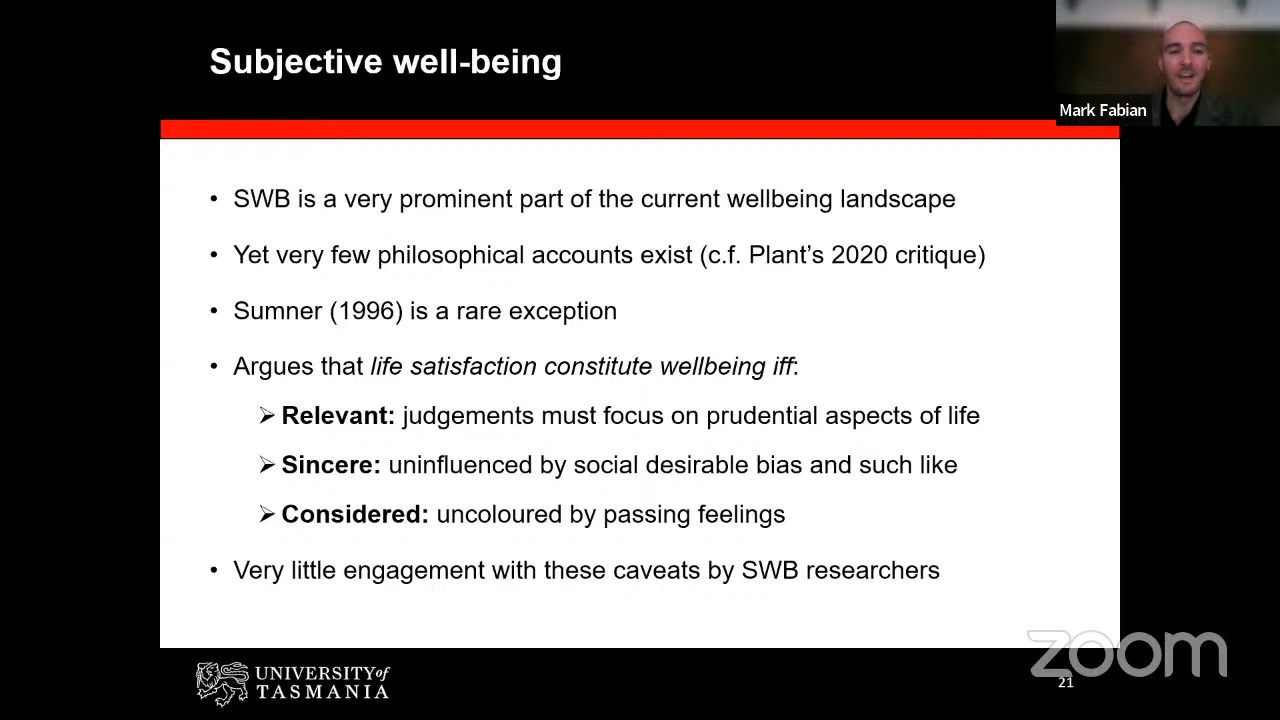 Subjective well-being
Mark Fabian
• SWB is a very prominent part of the current wellbeing landscape
• Yet very few philosophical accounts exist (c.f. Plant's 2020 critique)
• Sumner (1996) is a rare exception
• Argues that life satisfaction constitute wellbeing iff:
➢ Relevant: judgements must focus on prudential aspects of life
➢ Sincere: uninfluenced by social desirable bias and such like
➢ Considered: uncoloured by passing feelings
• Very little engagement with these caveats by SWB researchers
UNIVERSITY of
TASMANIA
zoom
21